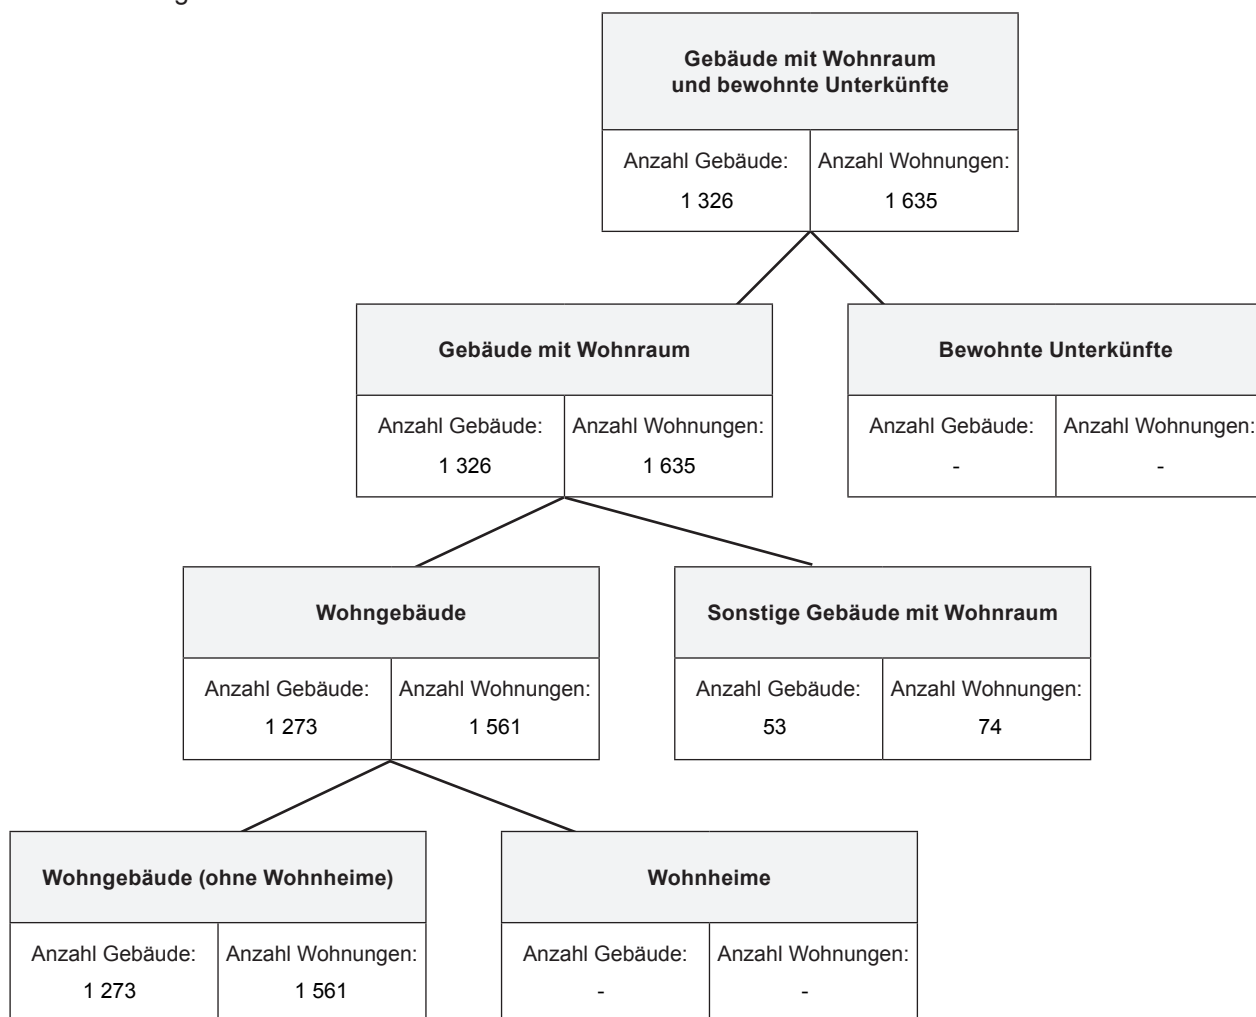 Gebäude mit Wohnraum
und bewohnte Unterkünfte
Anzahl Gebäude: Anzahl Wohnungen:
1 326 1 635
Gebäude mit Wohnraum
Anzahl Gebäude: Anzahl Wohnungen:
1 326 1 635
Bewohnte Unterkünfte
Anzahl Gebäude: Anzahl Wohnungen:
- -
Wohngebäude
Anzahl Gebäude: Anzahl Wohnungen:
1 273 1 561
Sonstige Gebäude mit Wohnraum
Anzahl Gebäude: Anzahl Wohnungen:
53 74
Wohngebäude (ohne Wohnheime)
Anzahl Gebäude: Anzahl Wohnungen:
1 273 1 561
Wohnheime
Anzahl Gebäude: Anzahl Wohnungen:
- -